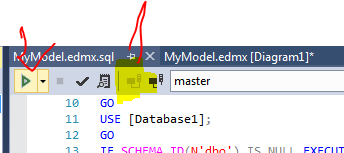 MyModel.edmx.sql MyModel.edmx [Diagram1]*
master
10 GO
11 USE [Database1];
12 GO
13 IF SCHEMA_ID(N'dbo') IS NULL EXECUT